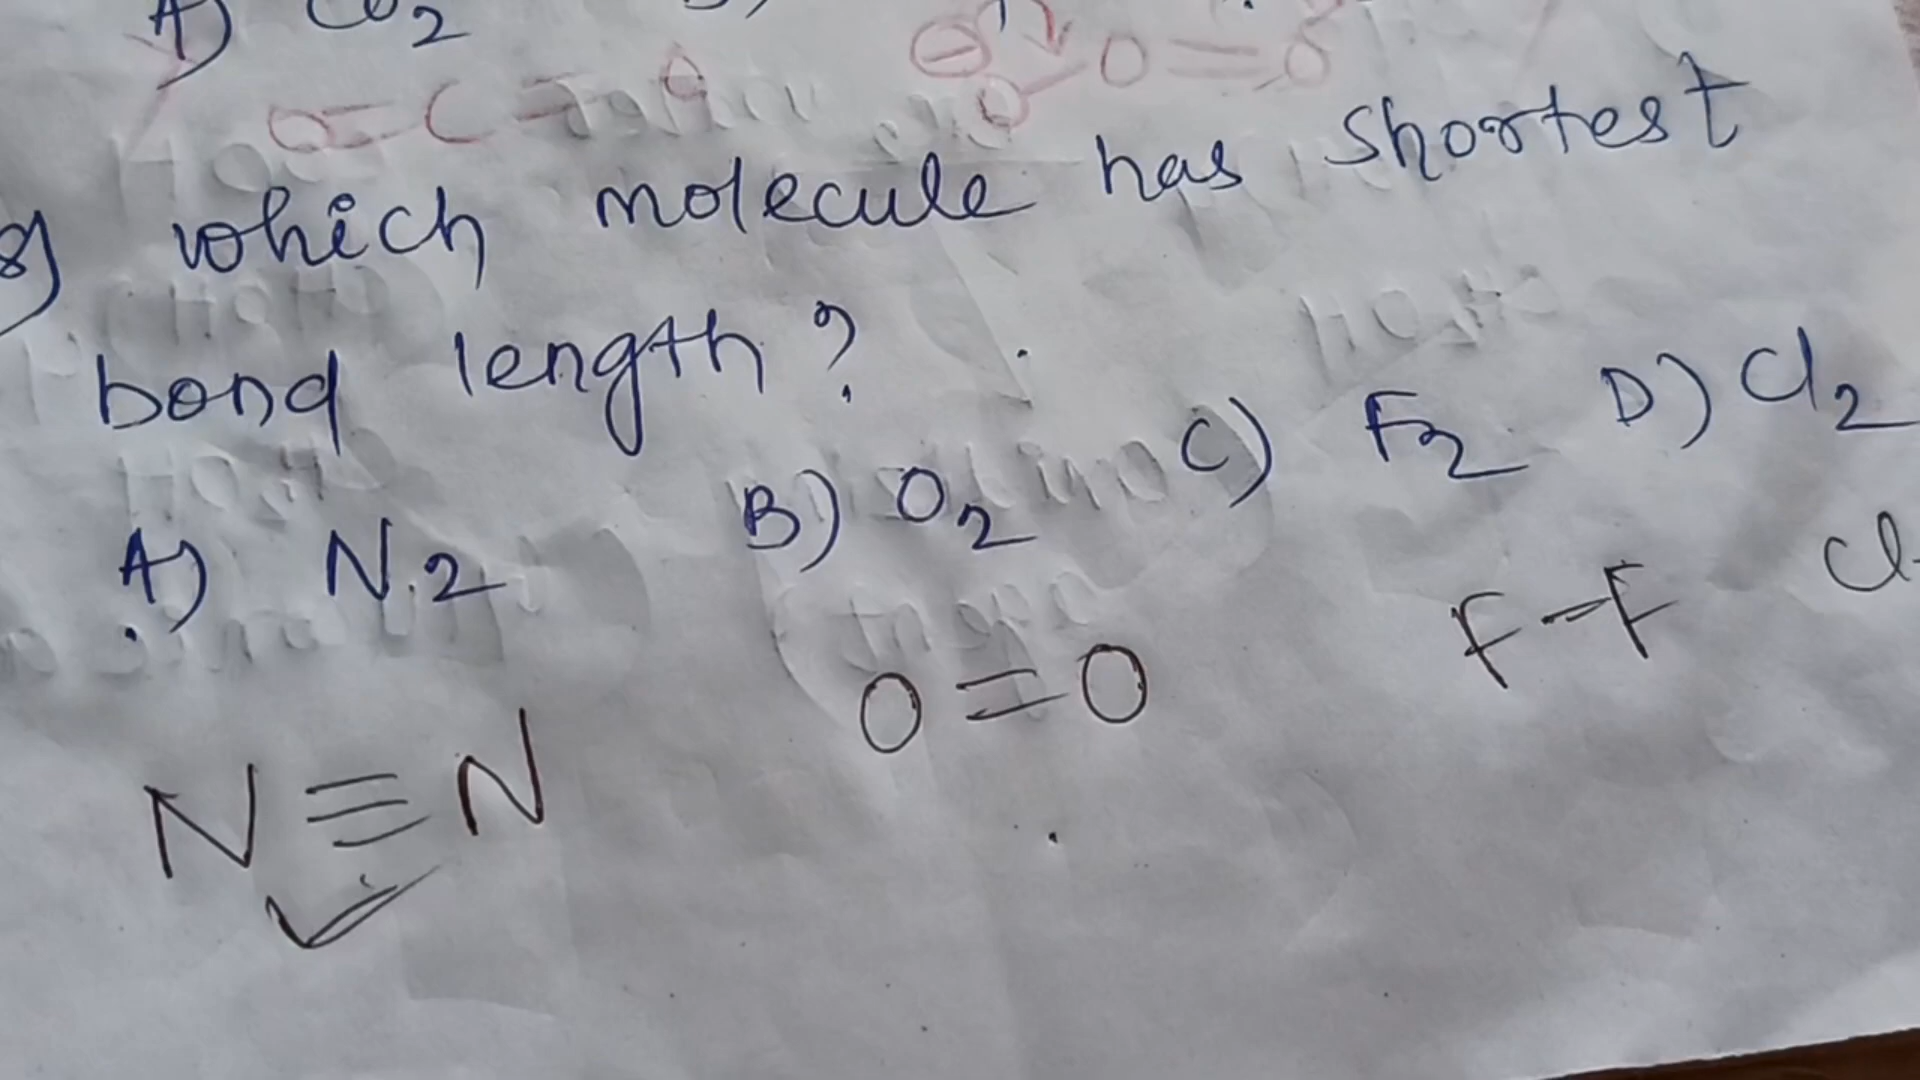 A) CO2
O=C=O O-O=O
8) which molecule has shortest
bond length?
A) N2 B) O2 C) F2 D) Cl2
N≡N O=O F-F Cl-